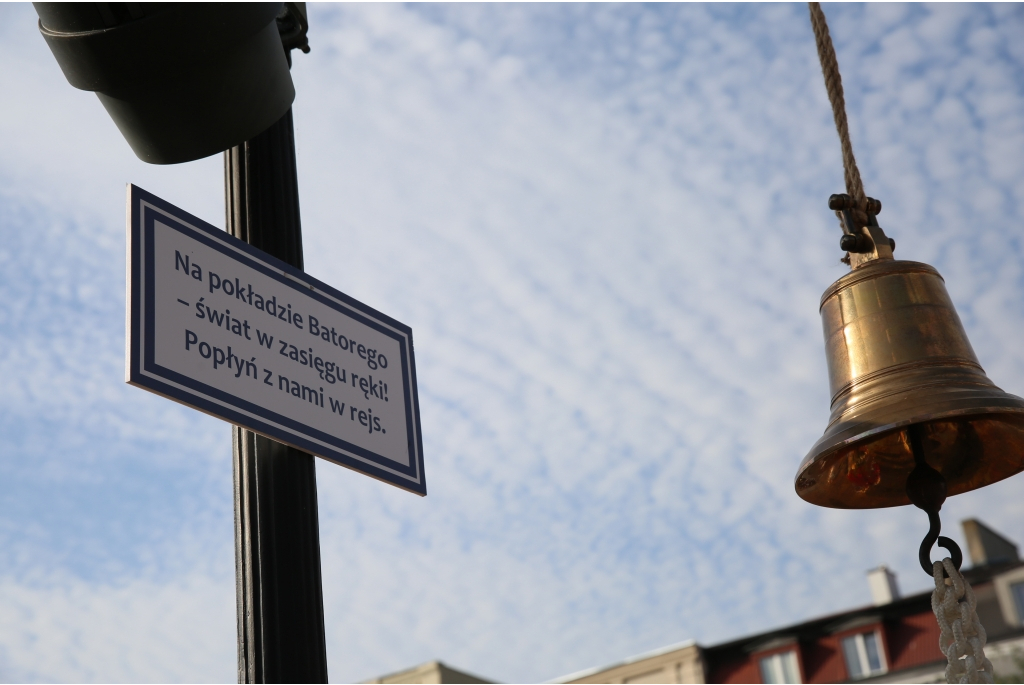 Na pokładzie Batorego
– świat w zasięgu ręki!
Popłyń z nami w rejs.